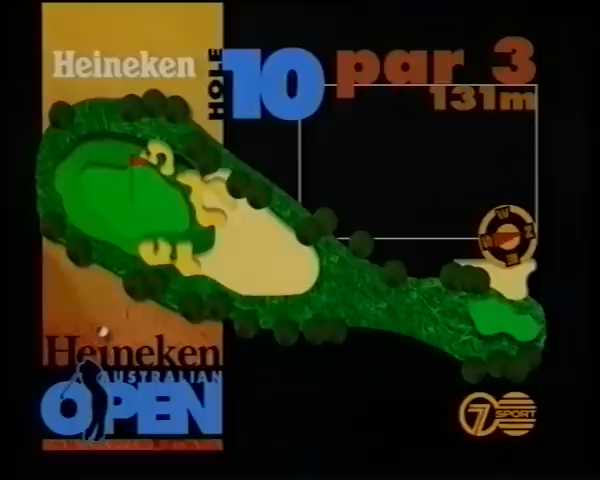 Heineken
HOLE
10
par 3
131m
W
N
S
E
Heineken
AUSTRALIAN
OPEN
7 SPORT